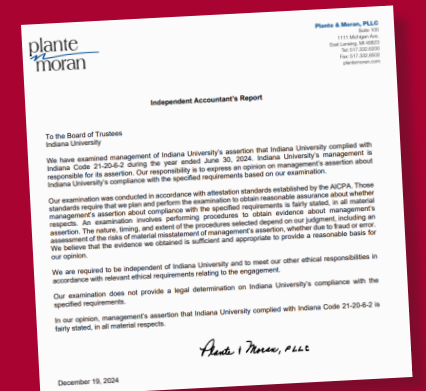 plante
moran
Plante & Moran, PLLC
Suite 100
1111 Michigan Ave.
East Lansing, MI 48823
Tel: 517.332.6200
Fax: 517.332.8502
plantemoran.com
Independent Accountant's Report
To the Board of Trustees
Indiana University
We have examined management of Indiana University's assertion that Indiana University complied with
Indiana Code 21-20-6-2 during the year ended June 30, 2024. Indiana University's management is
responsible for its assertion. Our responsibility is to express an opinion on management's assertion about
Indiana University's compliance with the specified requirements based on our examination.
Our examination was conducted in accordance with attestation standards established by the AICPA. Those
standards require that we plan and perform the examination to obtain reasonable assurance about whether
management's assertion about compliance with the specified requirements is fairly stated, in all material
respects. An examination involves performing procedures to obtain evidence about management's
assertion. The nature, timing, and extent of the procedures selected depend on our judgment, including an
assessment of the risks of material misstatement of management's assertion, whether due to fraud or error.
We believe that the evidence we obtained is sufficient and appropriate to provide a reasonable basis for
our opinion.
We are required to be independent of Indiana University and to meet our other ethical responsibilities in
accordance with relevant ethical requirements relating to the engagement.
Our examination does not provide a legal determination on Indiana University's compliance with the
specified requirements.
In our opinion, management's assertion that Indiana University complied with Indiana Code 21-20-6-2 is
fairly stated, in all material respects.
Plante & Moran, PLLC
December 19, 2024